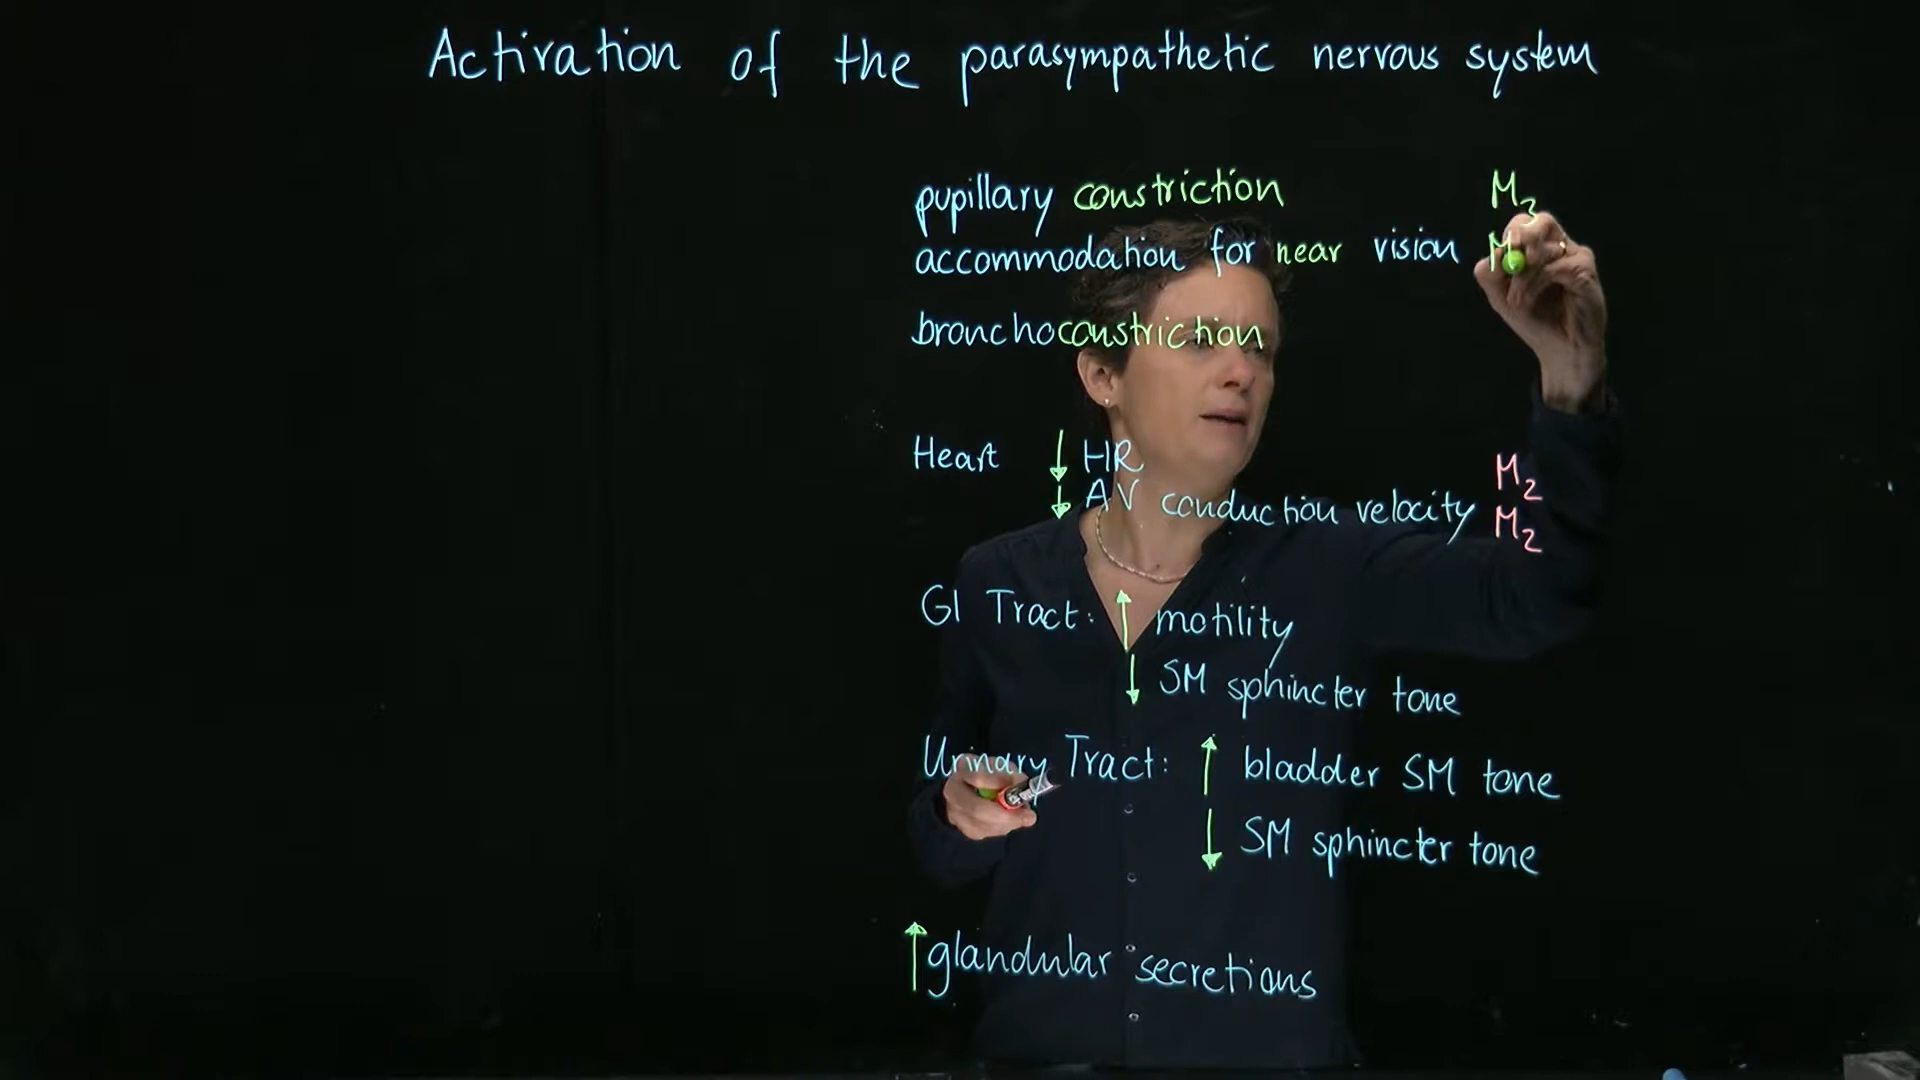 Activation of the parasympathetic nervous system
pupillary constriction M3
accommodation for near vision M
bronchoconstriction
Heart ↓ HR M2
↓ AV conduction velocity M2
GI Tract: ↑ motility
↓ SM sphincter tone
Urinary Tract: ↑ bladder SM tone
↓ SM sphincter tone
↑ glandular secretions